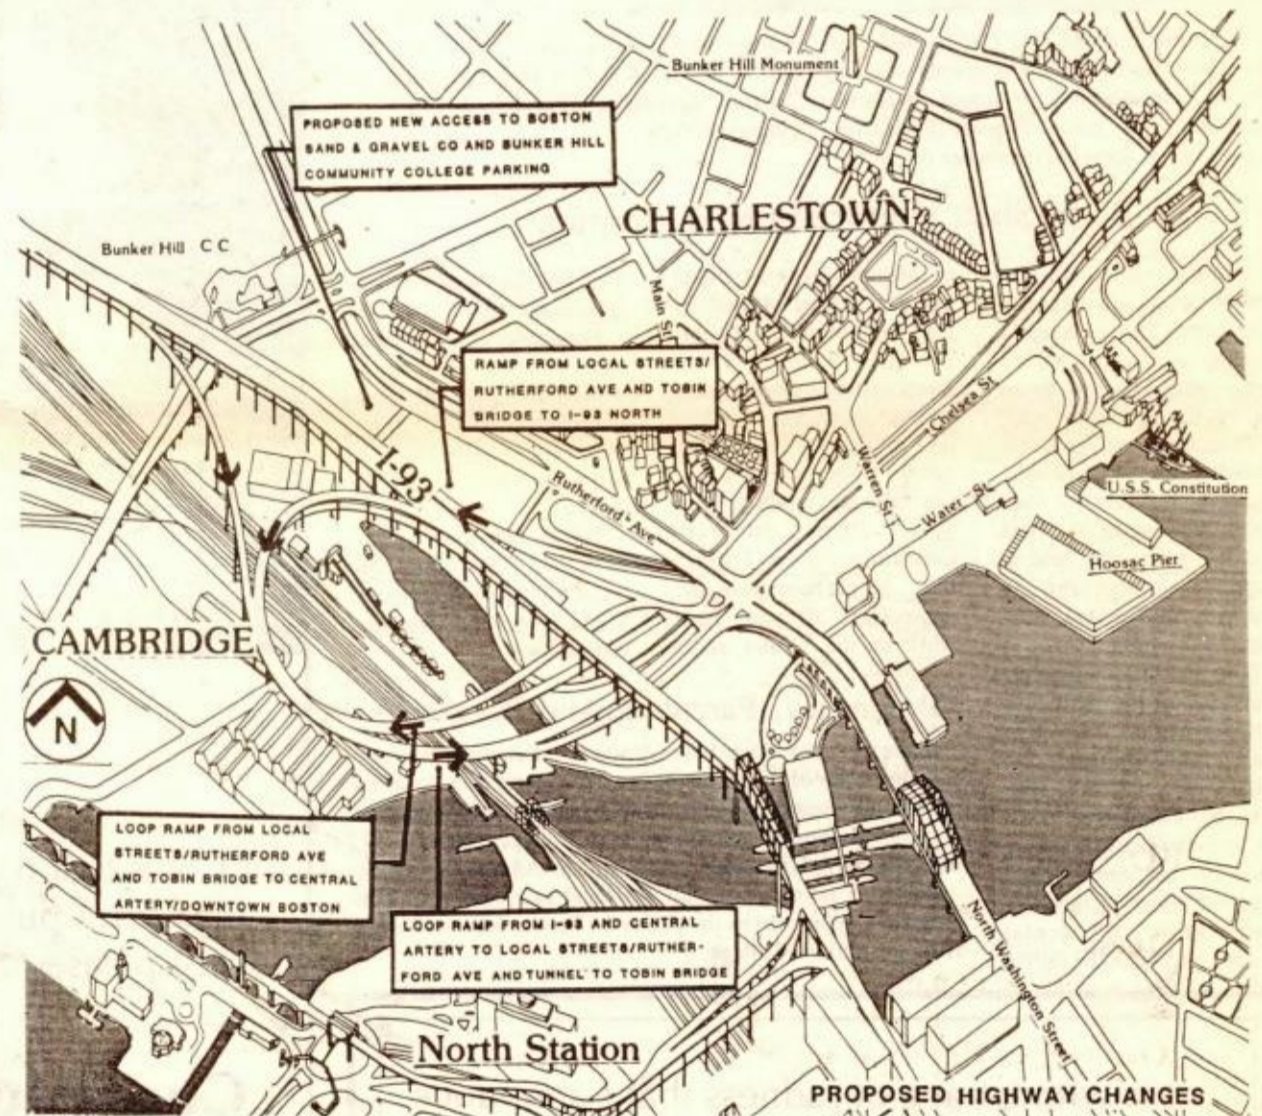 Bunker Hill Monument
PROPOSED NEW ACCESS TO BOSTON
SAND & GRAVEL CO AND BUNKER HILL
COMMUNITY COLLEGE PARKING
CHARLESTOWN
Bunker Hill C C
Main St
RAMP FROM LOCAL STREETS/
RUTHERFORD AVE AND TOBIN
BRIDGE TO I-93 NORTH
I-93
Chelsea St
Rutherford Ave
Warren St
Water St
U.S.S. Constitution
Hoosac Pier
CAMBRIDGE
N
LOOP RAMP FROM LOCAL
STREETS/RUTHERFORD AVE
AND TOBIN BRIDGE TO CENTRAL
ARTERY/DOWNTOWN BOSTON
LOOP RAMP FROM I-93 AND CENTRAL
ARTERY TO LOCAL STREETS/RUTHER-
FORD AVE AND TUNNEL TO TOBIN BRIDGE
North Washington Street
North Station
PROPOSED HIGHWAY CHANGES